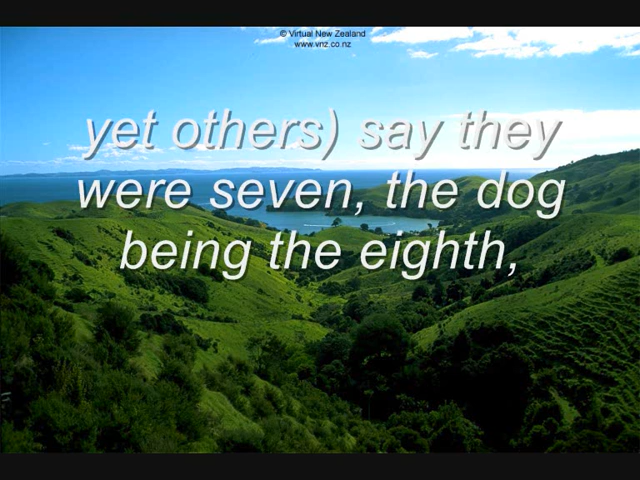 © Virtual New Zealand
www.vnz.co.nz
yet others) say they
were seven, the dog
being the eighth,